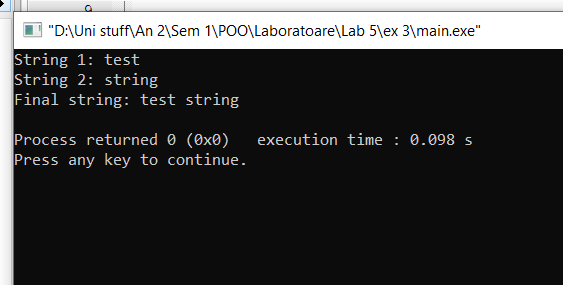 "D:\Uni stuff\An 2\Sem 1\POO\Laboratoare\Lab 5\ex 3\main.exe"
String 1: test
String 2: string
Final string: test string
Process returned 0 (0x0)   execution time : 0.098 s
Press any key to continue.